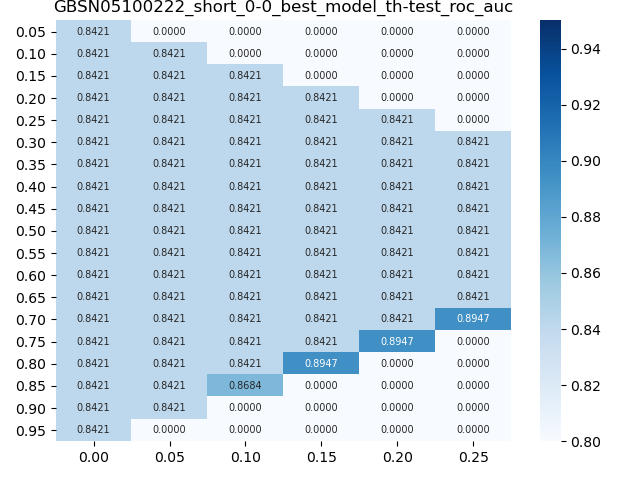 GBSN05100222_short_0-0_best_model_th-test_roc_auc
0.05 0.8421 0.0000 0.0000 0.0000 0.0000 0.0000
0.10 0.8421 0.8421 0.0000 0.0000 0.0000 0.0000
0.15 0.8421 0.8421 0.8421 0.0000 0.0000 0.0000
0.20 0.8421 0.8421 0.8421 0.8421 0.0000 0.0000
0.25 0.8421 0.8421 0.8421 0.8421 0.8421 0.0000
0.30 0.8421 0.8421 0.8421 0.8421 0.8421 0.8421
0.35 0.8421 0.8421 0.8421 0.8421 0.8421 0.8421
0.40 0.8421 0.8421 0.8421 0.8421 0.8421 0.8421
0.45 0.8421 0.8421 0.8421 0.8421 0.8421 0.8421
0.50 0.8421 0.8421 0.8421 0.8421 0.8421 0.8421
0.55 0.8421 0.8421 0.8421 0.8421 0.8421 0.8421
0.60 0.8421 0.8421 0.8421 0.8421 0.8421 0.8421
0.65 0.8421 0.8421 0.8421 0.8421 0.8421 0.8421
0.70 0.8421 0.8421 0.8421 0.8421 0.8421 0.8947
0.75 0.8421 0.8421 0.8421 0.8421 0.8947 0.0000
0.80 0.8421 0.8421 0.8421 0.8947 0.0000 0.0000
0.85 0.8421 0.8421 0.8684 0.0000 0.0000 0.0000
0.90 0.8421 0.8421 0.0000 0.0000 0.0000 0.0000
0.95 0.8421 0.0000 0.0000 0.0000 0.0000 0.0000
0.00 0.05 0.10 0.15 0.20 0.25
0.94
0.92
0.90
0.88
0.86
0.84
0.82
0.80